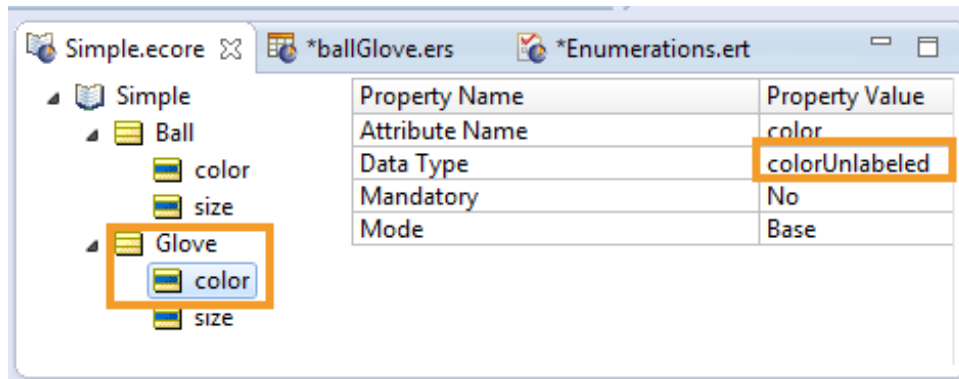 Simple.ecore *ballGlove.ers *Enumerations.ert
Simple
Ball
color
size
Glove
color
size
Property Name Property Value
Attribute Name color
Data Type colorUnlabeled
Mandatory No
Mode Base